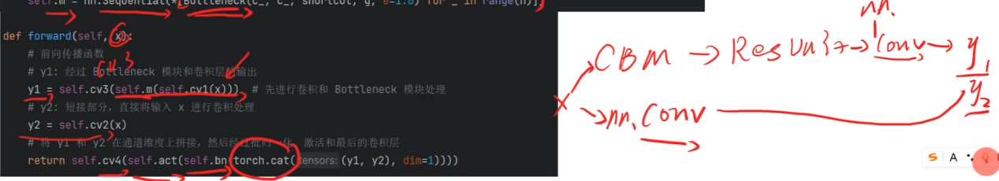 self.m = nn.Sequential(*[Bottleneck(c_, c_, shortcut, g, e=1.0) for _ in range(n)])
def forward(self, x):
# 前向传播函数
cv3
# y1: 经过 Bottleneck 模块和卷积层的输出
y1 = self.cv3(self.m(self.cv1(x))) # 先进行卷积和 Bottleneck 模块处理
# y2: 短接部分，直接将输入 x 进行卷积处理
y2 = self.cv2(x)
# 将 y1 和 y2 在通道维度上拼接，然后经过批归一化、激活和最后的卷积层
return self.cv4(self.act(self.bn(torch.cat( tensors: (y1, y2), dim=1))))
nn.
x
CBM → ResUnit → Conv → y1
nn.Conv
y2
S A